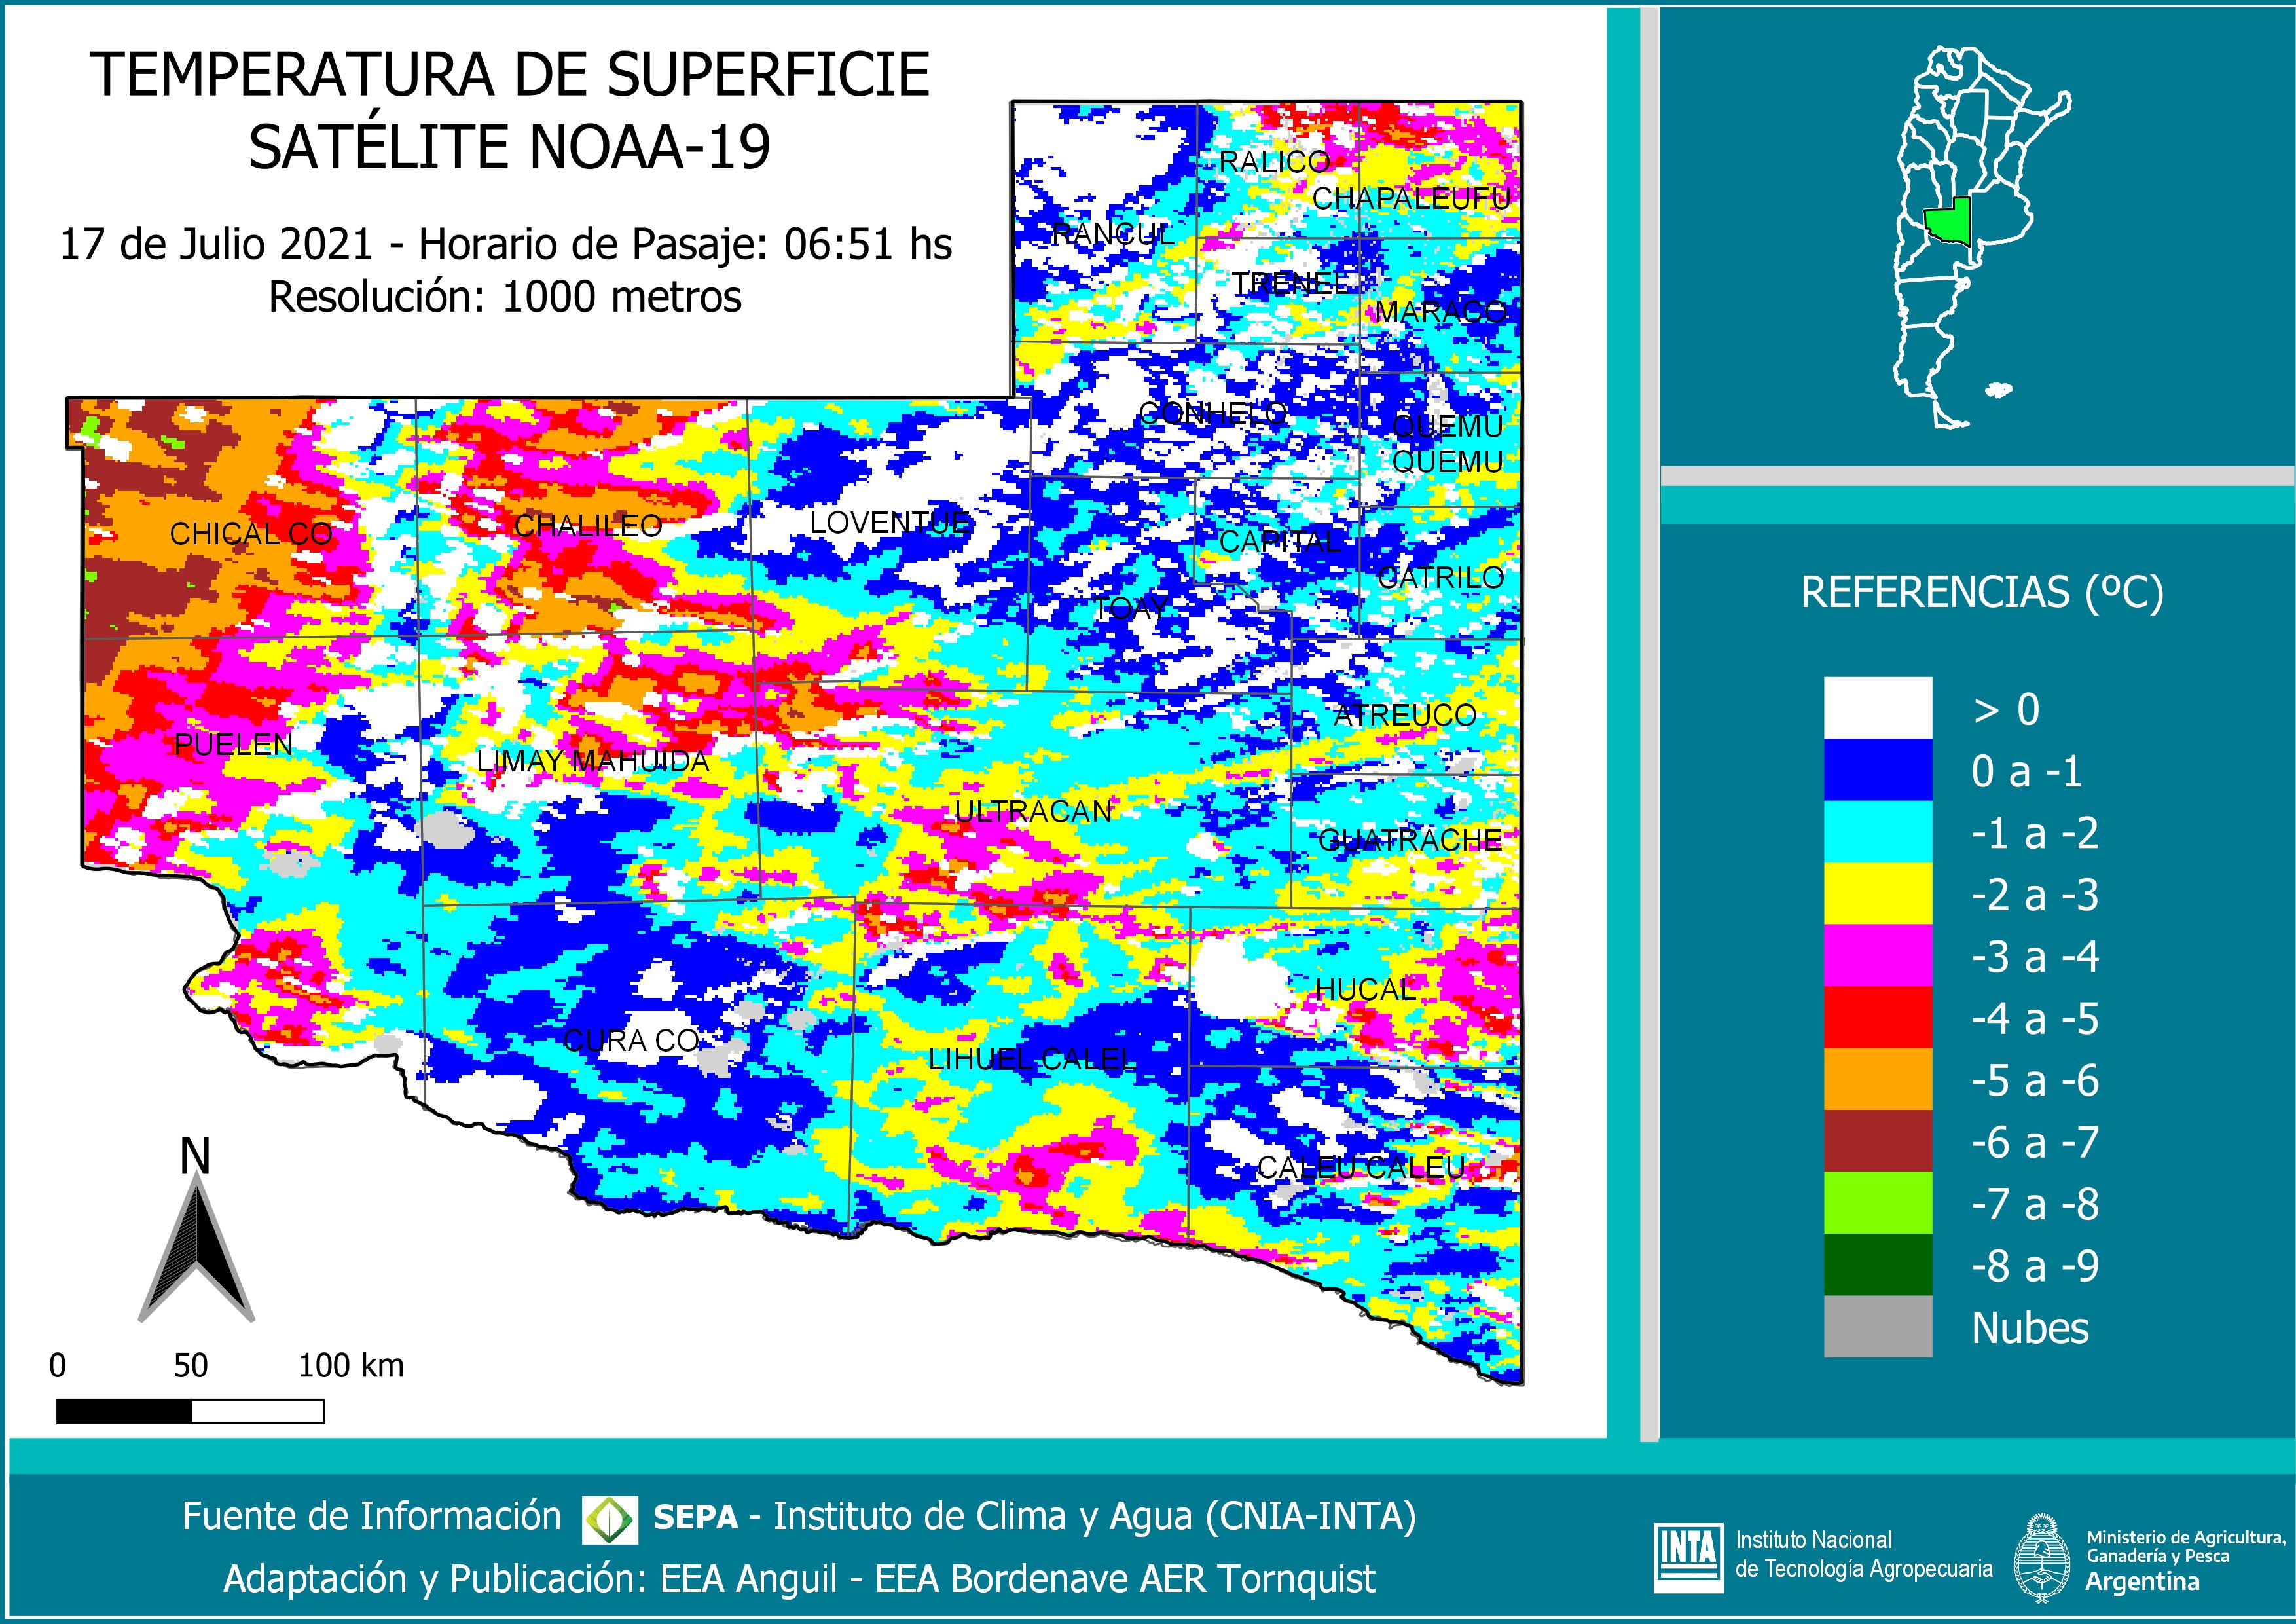 TEMPERATURA DE SUPERFICIE
SATÉLITE NOAA-19
17 de Julio 2021 - Horario de Pasaje: 06:51 hs
Resolución: 1000 metros
RALICO
CHAPALEUFU
RANCUL
TRENEL
MARACO
CONHELO
QUEMU
QUEMU
CHICAL CO
CHALILEO
LOVENTUE
CAPITAL
CATRILO
TOAY
PUELEN
LIMAY MAHUIDA
ATREUCO
ULTRACAN
GUATRACHE
HUCAL
CURA CO
LIHUEL CALEL
CALEU CALEU
N
0 50 100 km
REFERENCIAS (ºC)
> 0
0 a -1
-1 a -2
-2 a -3
-3 a -4
-4 a -5
-5 a -6
-6 a -7
-7 a -8
-8 a -9
Nubes
Fuente de Información SEPA - Instituto de Clima y Agua (CNIA-INTA)
Adaptación y Publicación: EEA Anguil - EEA Bordenave AER Tornquist
INTA
Instituto Nacional
de Tecnología Agropecuaria
Ministerio de Agricultura,
Ganadería y Pesca
Argentina